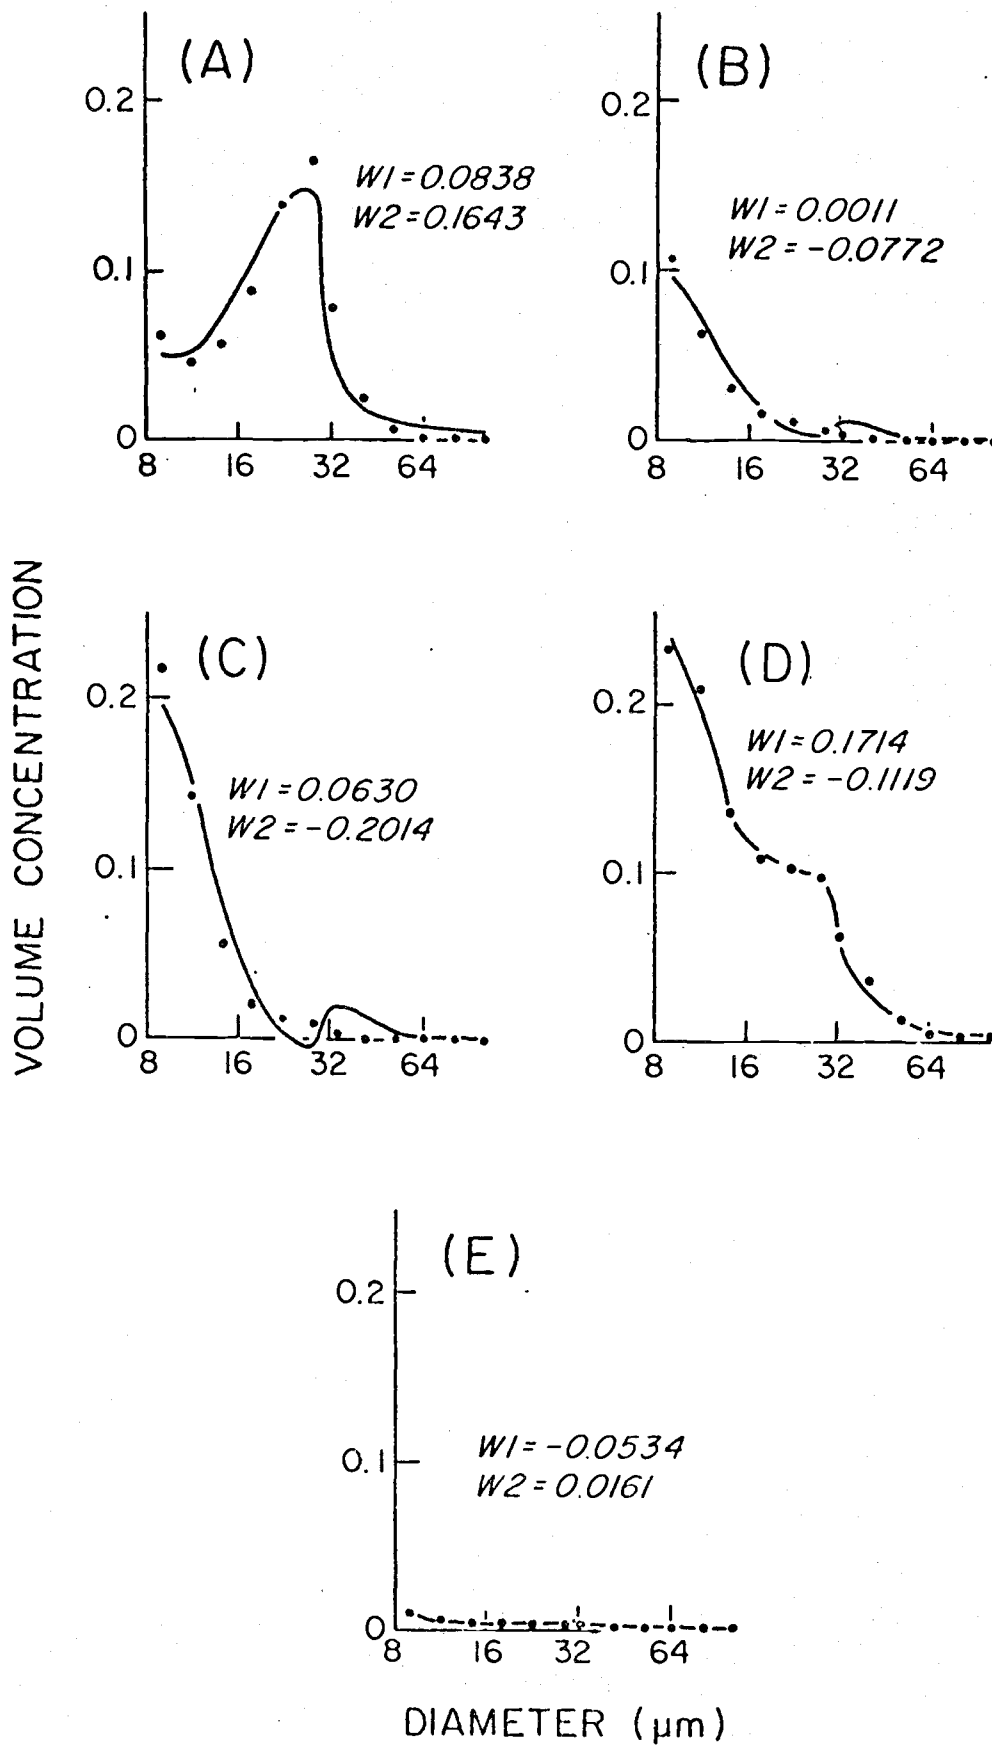 (A)
0.2
W1=0.0838
W2=0.1643
0.1
0
8 16 32 64
(B)
0.2
W1=0.0011
W2=-0.0772
0.1
0
8 16 32 64
VOLUME CONCENTRATION
(C)
0.2
W1=0.0630
W2=-0.2014
0.1
0
8 16 32 64
(D)
0.2
W1=0.1714
W2=-0.1119
0.1
0
8 16 32 64
(E)
0.2
W1=-0.0534
W2=0.0161
0.1
0
8 16 32 64
DIAMETER (μm)